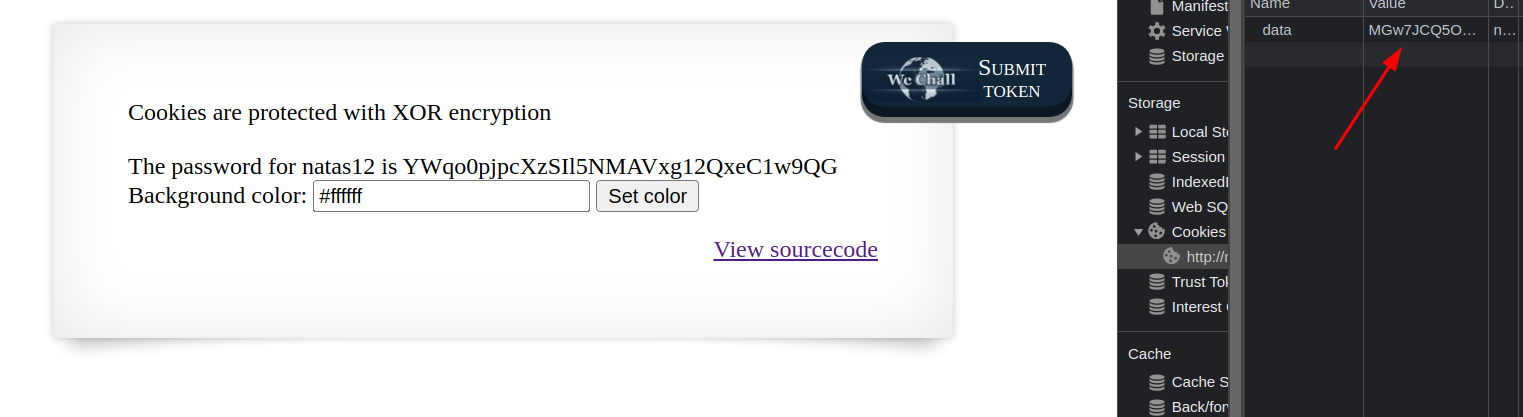 Cookies are protected with XOR encryption
The password for natas12 is YWqo0pjpcXzSIl5NMAVxg12QxeC1w9QG
Background color: #ffffff Set color
View sourcecode
We Chall
SUBMIT
TOKEN
Manifest
Service
Storage
Storage
Local Sto
Session
IndexedD
Web SQ
Cookies
http://n
Trust Tok
Interest
Cache
Cache S
Back/for
Name Value D…
data MGw7JCQ5O… n…